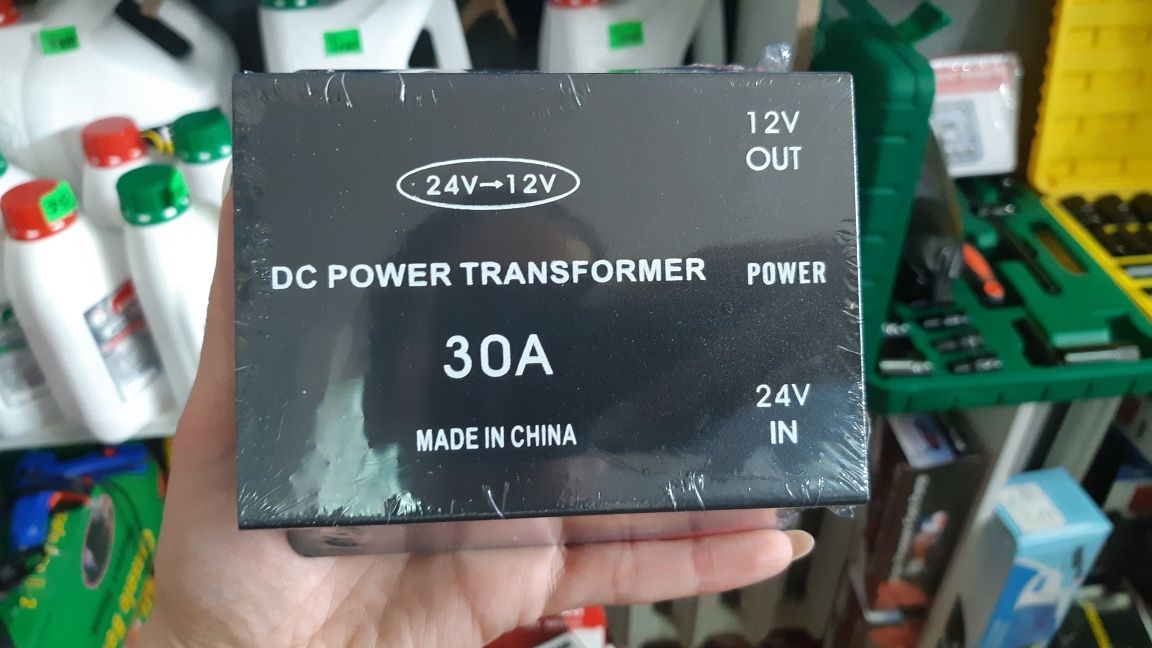 12V
OUT
24V→12V
DC POWER TRANSFORMER
POWER
30A
24V
IN
MADE IN CHINA